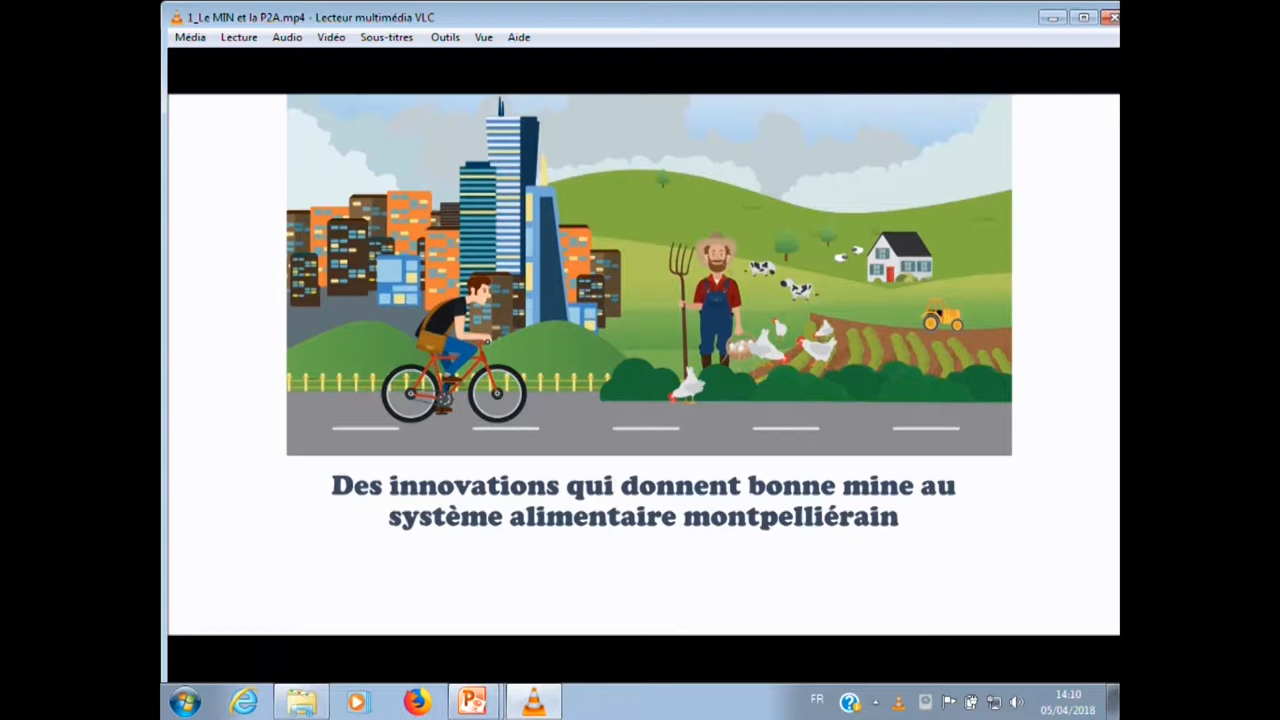 1_Le MIN et la P2A.mp4 - Lecteur multimédia VLC
Média Lecture Audio Vidéo Sous-titres Outils Vue Aide
Des innovations qui donnent bonne mine au
système alimentaire montpelliérain
FR
14:10
05/04/2018